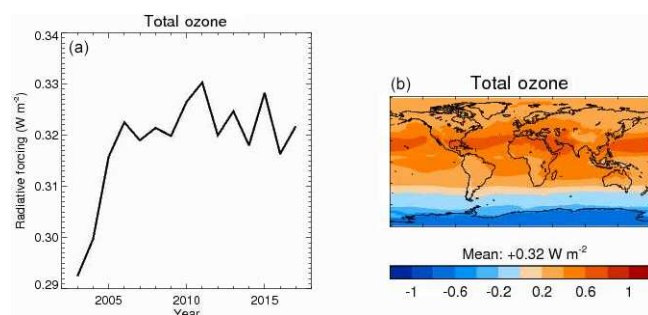 Total ozone
(a)
0.34
0.33
0.32
0.31
0.30
0.29
Radiative forcing (W m-2)
2005
2010
2015
Year
(b)
Total ozone
Mean: +0.32 W m-2
-1
-0.6
-0.2
0.2
0.6
1